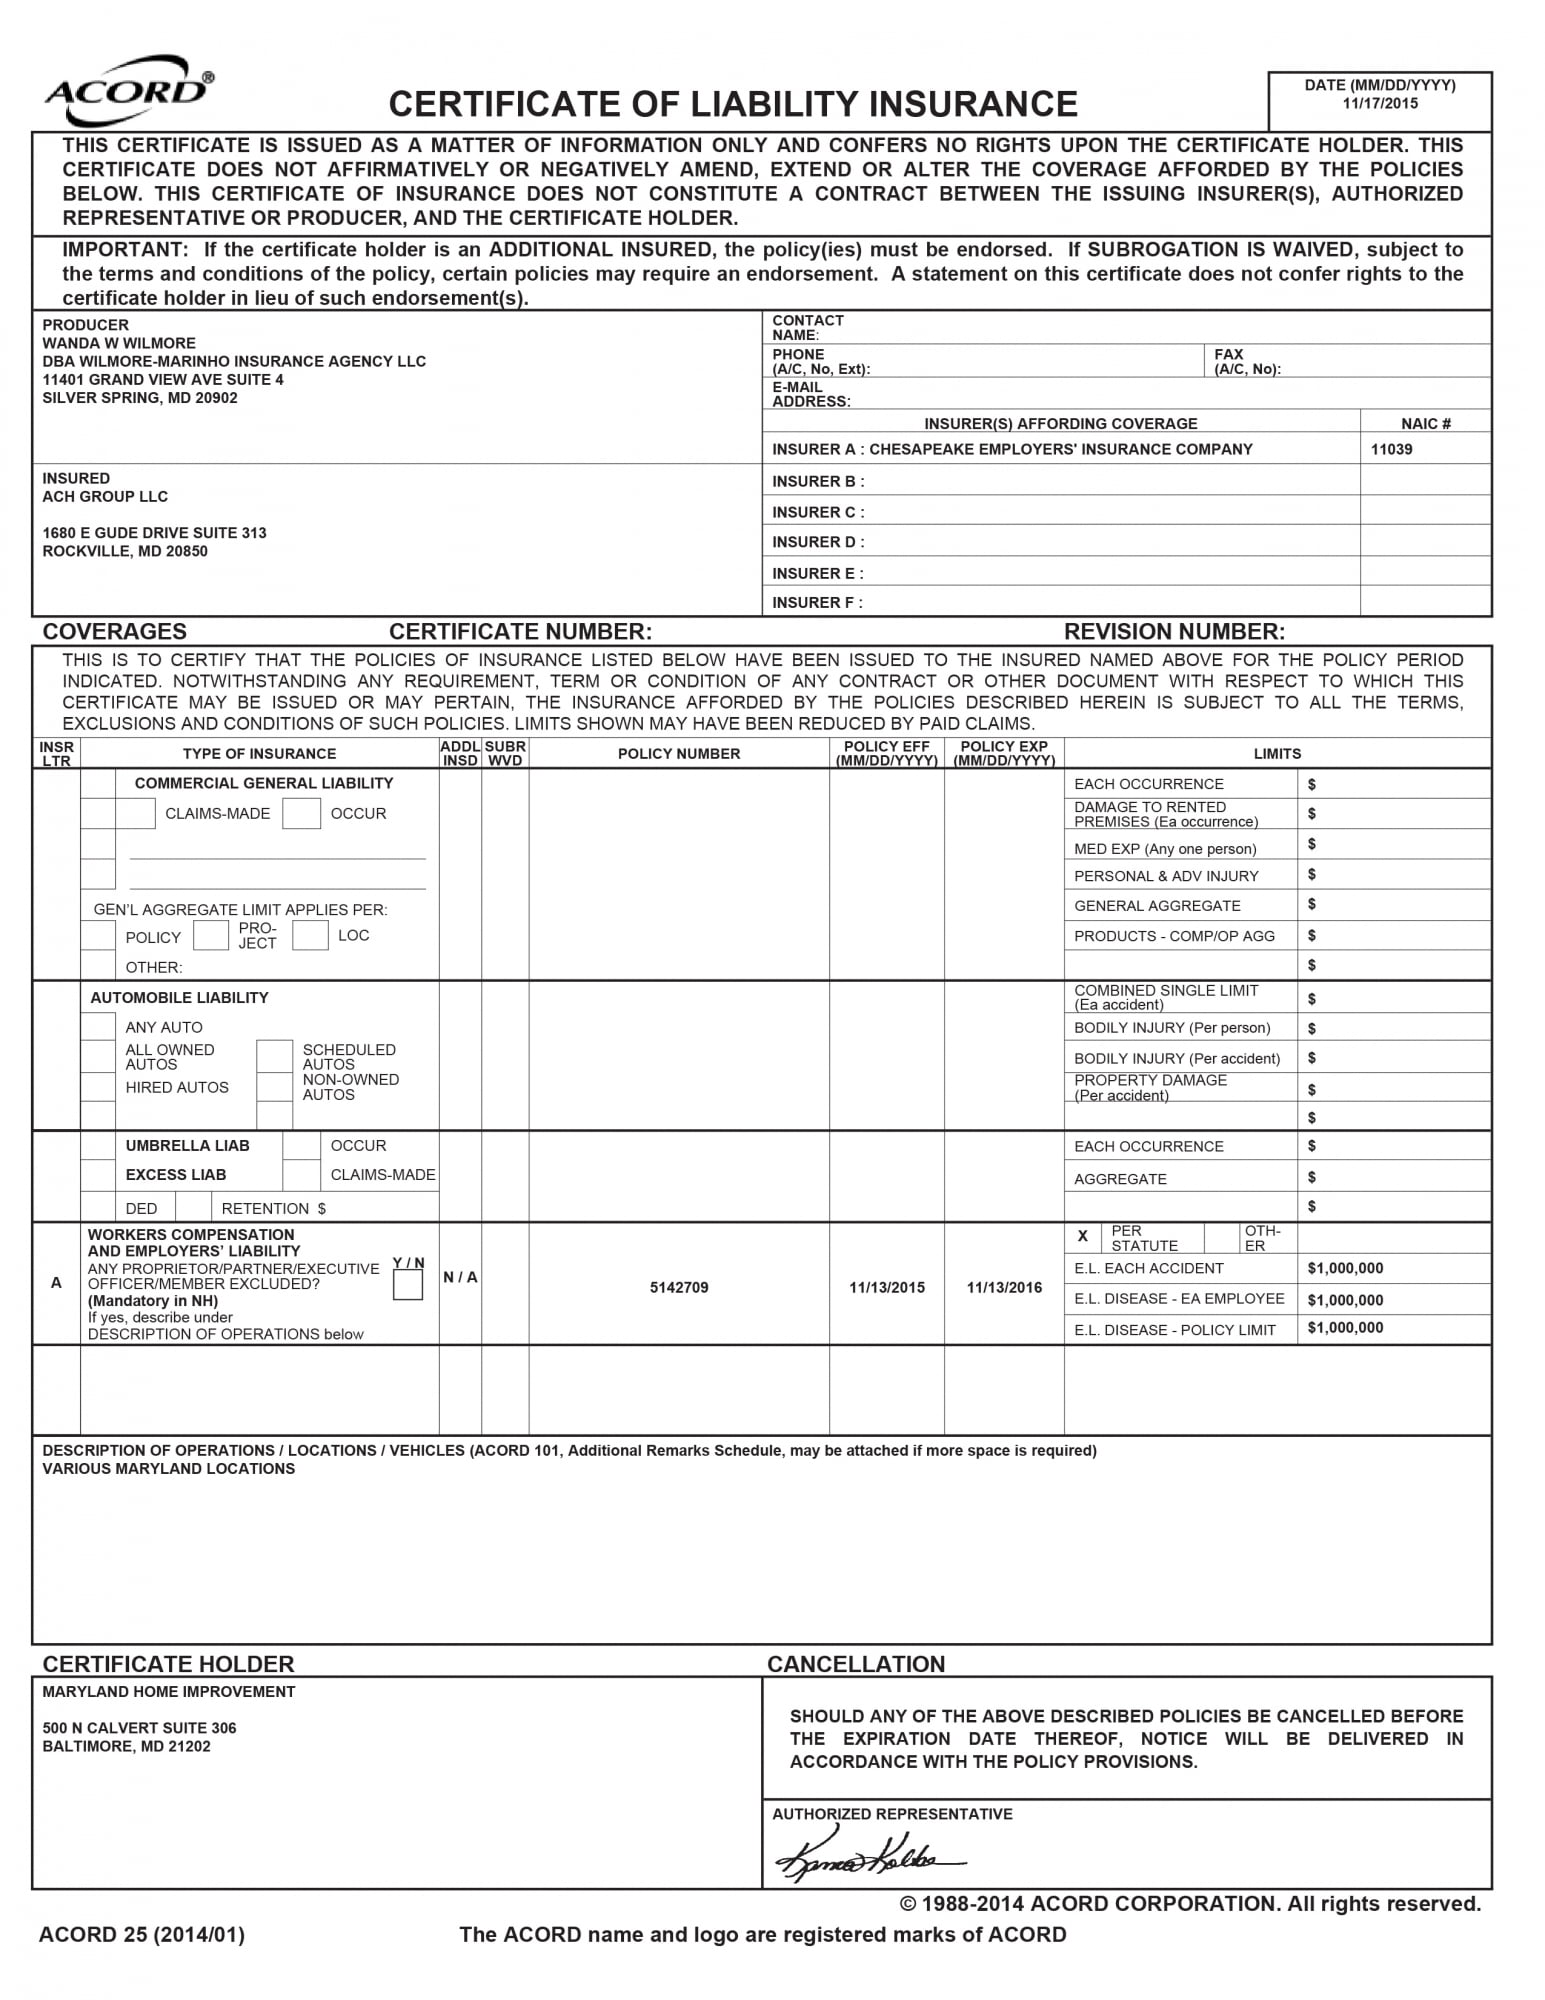 ACORD®
CERTIFICATE OF LIABILITY INSURANCE
DATE (MM/DD/YYYY)
11/17/2015
THIS CERTIFICATE IS ISSUED AS A MATTER OF INFORMATION ONLY AND CONFERS NO RIGHTS UPON THE CERTIFICATE HOLDER. THIS
CERTIFICATE DOES NOT AFFIRMATIVELY OR NEGATIVELY AMEND, EXTEND OR ALTER THE COVERAGE AFFORDED BY THE POLICIES
BELOW. THIS CERTIFICATE OF INSURANCE DOES NOT CONSTITUTE A CONTRACT BETWEEN THE ISSUING INSURER(S), AUTHORIZED
REPRESENTATIVE OR PRODUCER, AND THE CERTIFICATE HOLDER.
IMPORTANT: If the certificate holder is an ADDITIONAL INSURED, the policy(ies) must be endorsed. If SUBROGATION IS WAIVED, subject to
the terms and conditions of the policy, certain policies may require an endorsement. A statement on this certificate does not confer rights to the
certificate holder in lieu of such endorsement(s).
PRODUCER
WANDA W WILMORE
DBA WILMORE-MARINHO INSURANCE AGENCY LLC
11401 GRAND VIEW AVE SUITE 4
SILVER SPRING, MD 20902
CONTACT
NAME:
PHONE
(A/C, No, Ext):
FAX
(A/C, No):
E-MAIL
ADDRESS:
INSURER(S) AFFORDING COVERAGE
NAIC #
INSURER A : CHESAPEAKE EMPLOYERS' INSURANCE COMPANY
11039
INSURED
ACH GROUP LLC
1680 E GUDE DRIVE SUITE 313
ROCKVILLE, MD 20850
INSURER B :
INSURER C :
INSURER D :
INSURER E :
INSURER F :
COVERAGES
CERTIFICATE NUMBER:
REVISION NUMBER:
THIS IS TO CERTIFY THAT THE POLICIES OF INSURANCE LISTED BELOW HAVE BEEN ISSUED TO THE INSURED NAMED ABOVE FOR THE POLICY PERIOD
INDICATED. NOTWITHSTANDING ANY REQUIREMENT, TERM OR CONDITION OF ANY CONTRACT OR OTHER DOCUMENT WITH RESPECT TO WHICH THIS
CERTIFICATE MAY BE ISSUED OR MAY PERTAIN, THE INSURANCE AFFORDED BY THE POLICIES DESCRIBED HEREIN IS SUBJECT TO ALL THE TERMS,
EXCLUSIONS AND CONDITIONS OF SUCH POLICIES. LIMITS SHOWN MAY HAVE BEEN REDUCED BY PAID CLAIMS.
INSR
LTR
TYPE OF INSURANCE
ADDL
INSD
SUBR
WVD
POLICY NUMBER
POLICY EFF
(MM/DD/YYYY)
POLICY EXP
(MM/DD/YYYY)
LIMITS
COMMERCIAL GENERAL LIABILITY
CLAIMS-MADE
OCCUR
GEN'L AGGREGATE LIMIT APPLIES PER:
POLICY
PRO-
JECT
LOC
OTHER:
EACH OCCURRENCE
$
DAMAGE TO RENTED
PREMISES (Ea occurrence)
$
MED EXP (Any one person)
$
PERSONAL & ADV INJURY
$
GENERAL AGGREGATE
$
PRODUCTS - COMP/OP AGG
$
$
AUTOMOBILE LIABILITY
ANY AUTO
ALL OWNED
AUTOS
SCHEDULED
AUTOS
HIRED AUTOS
NON-OWNED
AUTOS
COMBINED SINGLE LIMIT
(Ea accident)
$
BODILY INJURY (Per person)
$
BODILY INJURY (Per accident)
$
PROPERTY DAMAGE
(Per accident)
$
$
UMBRELLA LIAB
OCCUR
EXCESS LIAB
CLAIMS-MADE
DED
RETENTION $
EACH OCCURRENCE
$
AGGREGATE
$
$
A
WORKERS COMPENSATION
AND EMPLOYERS' LIABILITY
ANY PROPRIETOR/PARTNER/EXECUTIVE
OFFICER/MEMBER EXCLUDED?
(Mandatory in NH)
If yes, describe under
DESCRIPTION OF OPERATIONS below
Y / N
N / A
5142709
11/13/2015
11/13/2016
X
PER
STATUTE
OTH-
ER
E.L. EACH ACCIDENT
$1,000,000
E.L. DISEASE - EA EMPLOYEE
$1,000,000
E.L. DISEASE - POLICY LIMIT
$1,000,000
DESCRIPTION OF OPERATIONS / LOCATIONS / VEHICLES (ACORD 101, Additional Remarks Schedule, may be attached if more space is required)
VARIOUS MARYLAND LOCATIONS
CERTIFICATE HOLDER
MARYLAND HOME IMPROVEMENT
500 N CALVERT SUITE 306
BALTIMORE, MD 21202
CANCELLATION
SHOULD ANY OF THE ABOVE DESCRIBED POLICIES BE CANCELLED BEFORE
THE EXPIRATION DATE THEREOF, NOTICE WILL BE DELIVERED IN
ACCORDANCE WITH THE POLICY PROVISIONS.
AUTHORIZED REPRESENTATIVE
© 1988-2014 ACORD CORPORATION. All rights reserved.
ACORD 25 (2014/01)
The ACORD name and logo are registered marks of ACORD